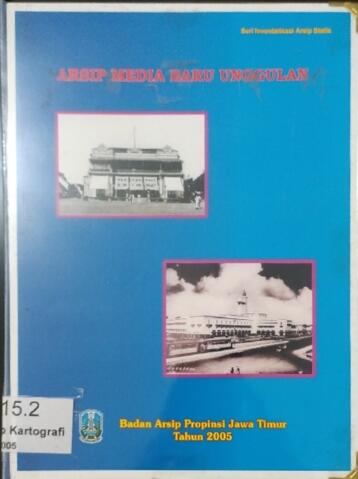 Seri Inventarisasi Arsip Statis
ARSIP MEDIA BARU UNGGULAN
15.2
Kartografi
005
Badan Arsip Propinsi Jawa Timur
Tahun 2005